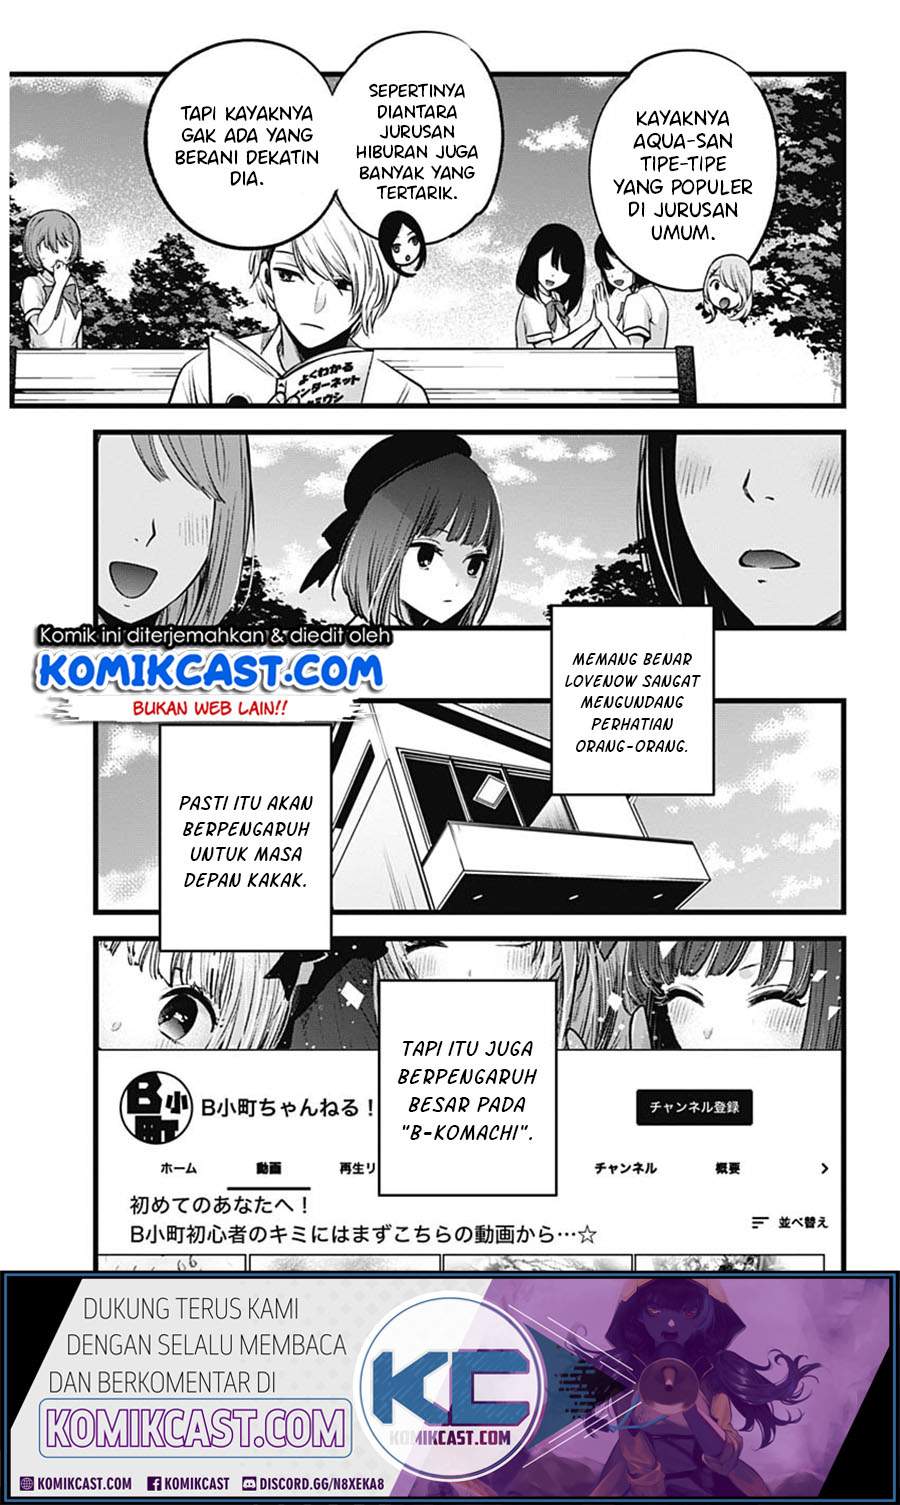 KAYAKNYA
AQUA-SAN
TIPE-TIPE
YANG POPULER
DI JURUSAN
UMUM.
SEPERTINYA
DIANTARA
JURUSAN
HIBURAN JUGA
BANYAK YANG
TERTARIK.
TAPI KAYAKNYA
GAK ADA YANG
BERANI DEKATIN
DIA.
よくわかる
インターネット
MEMANG BENAR
LOVENOW SANGAT
MENGUNDANG
PERHATIAN
ORANG-ORANG.
Komik ini diterjemahkan & diedit oleh
KOMIKCAST.COM
BUKAN WEB LAIN!!
PASTI ITU AKAN
BERPENGARUH
UNTUK MASA
DEPAN KAKAK.
TAPI ITU JUGA
BERPENGARUH
BESAR PADA
"B-KOMACHI".
B小町
B小町ちゃんねる！
チャンネル登録
ホーム 動画 再生リ チャンネル 概要 >
初めてのあなたへ！
B小町初心者のキミにはまずこちらの動画から…☆
並べ替え
DUKUNG TERUS KAMI
DENGAN SELALU MEMBACA
DAN BERKOMENTAR DI
KOMIKCAST.COM
KC
KOMIKCAST.COM
KOMIKCAST.COM KOMIKCAST DISCORD.GG/N8XEKA8